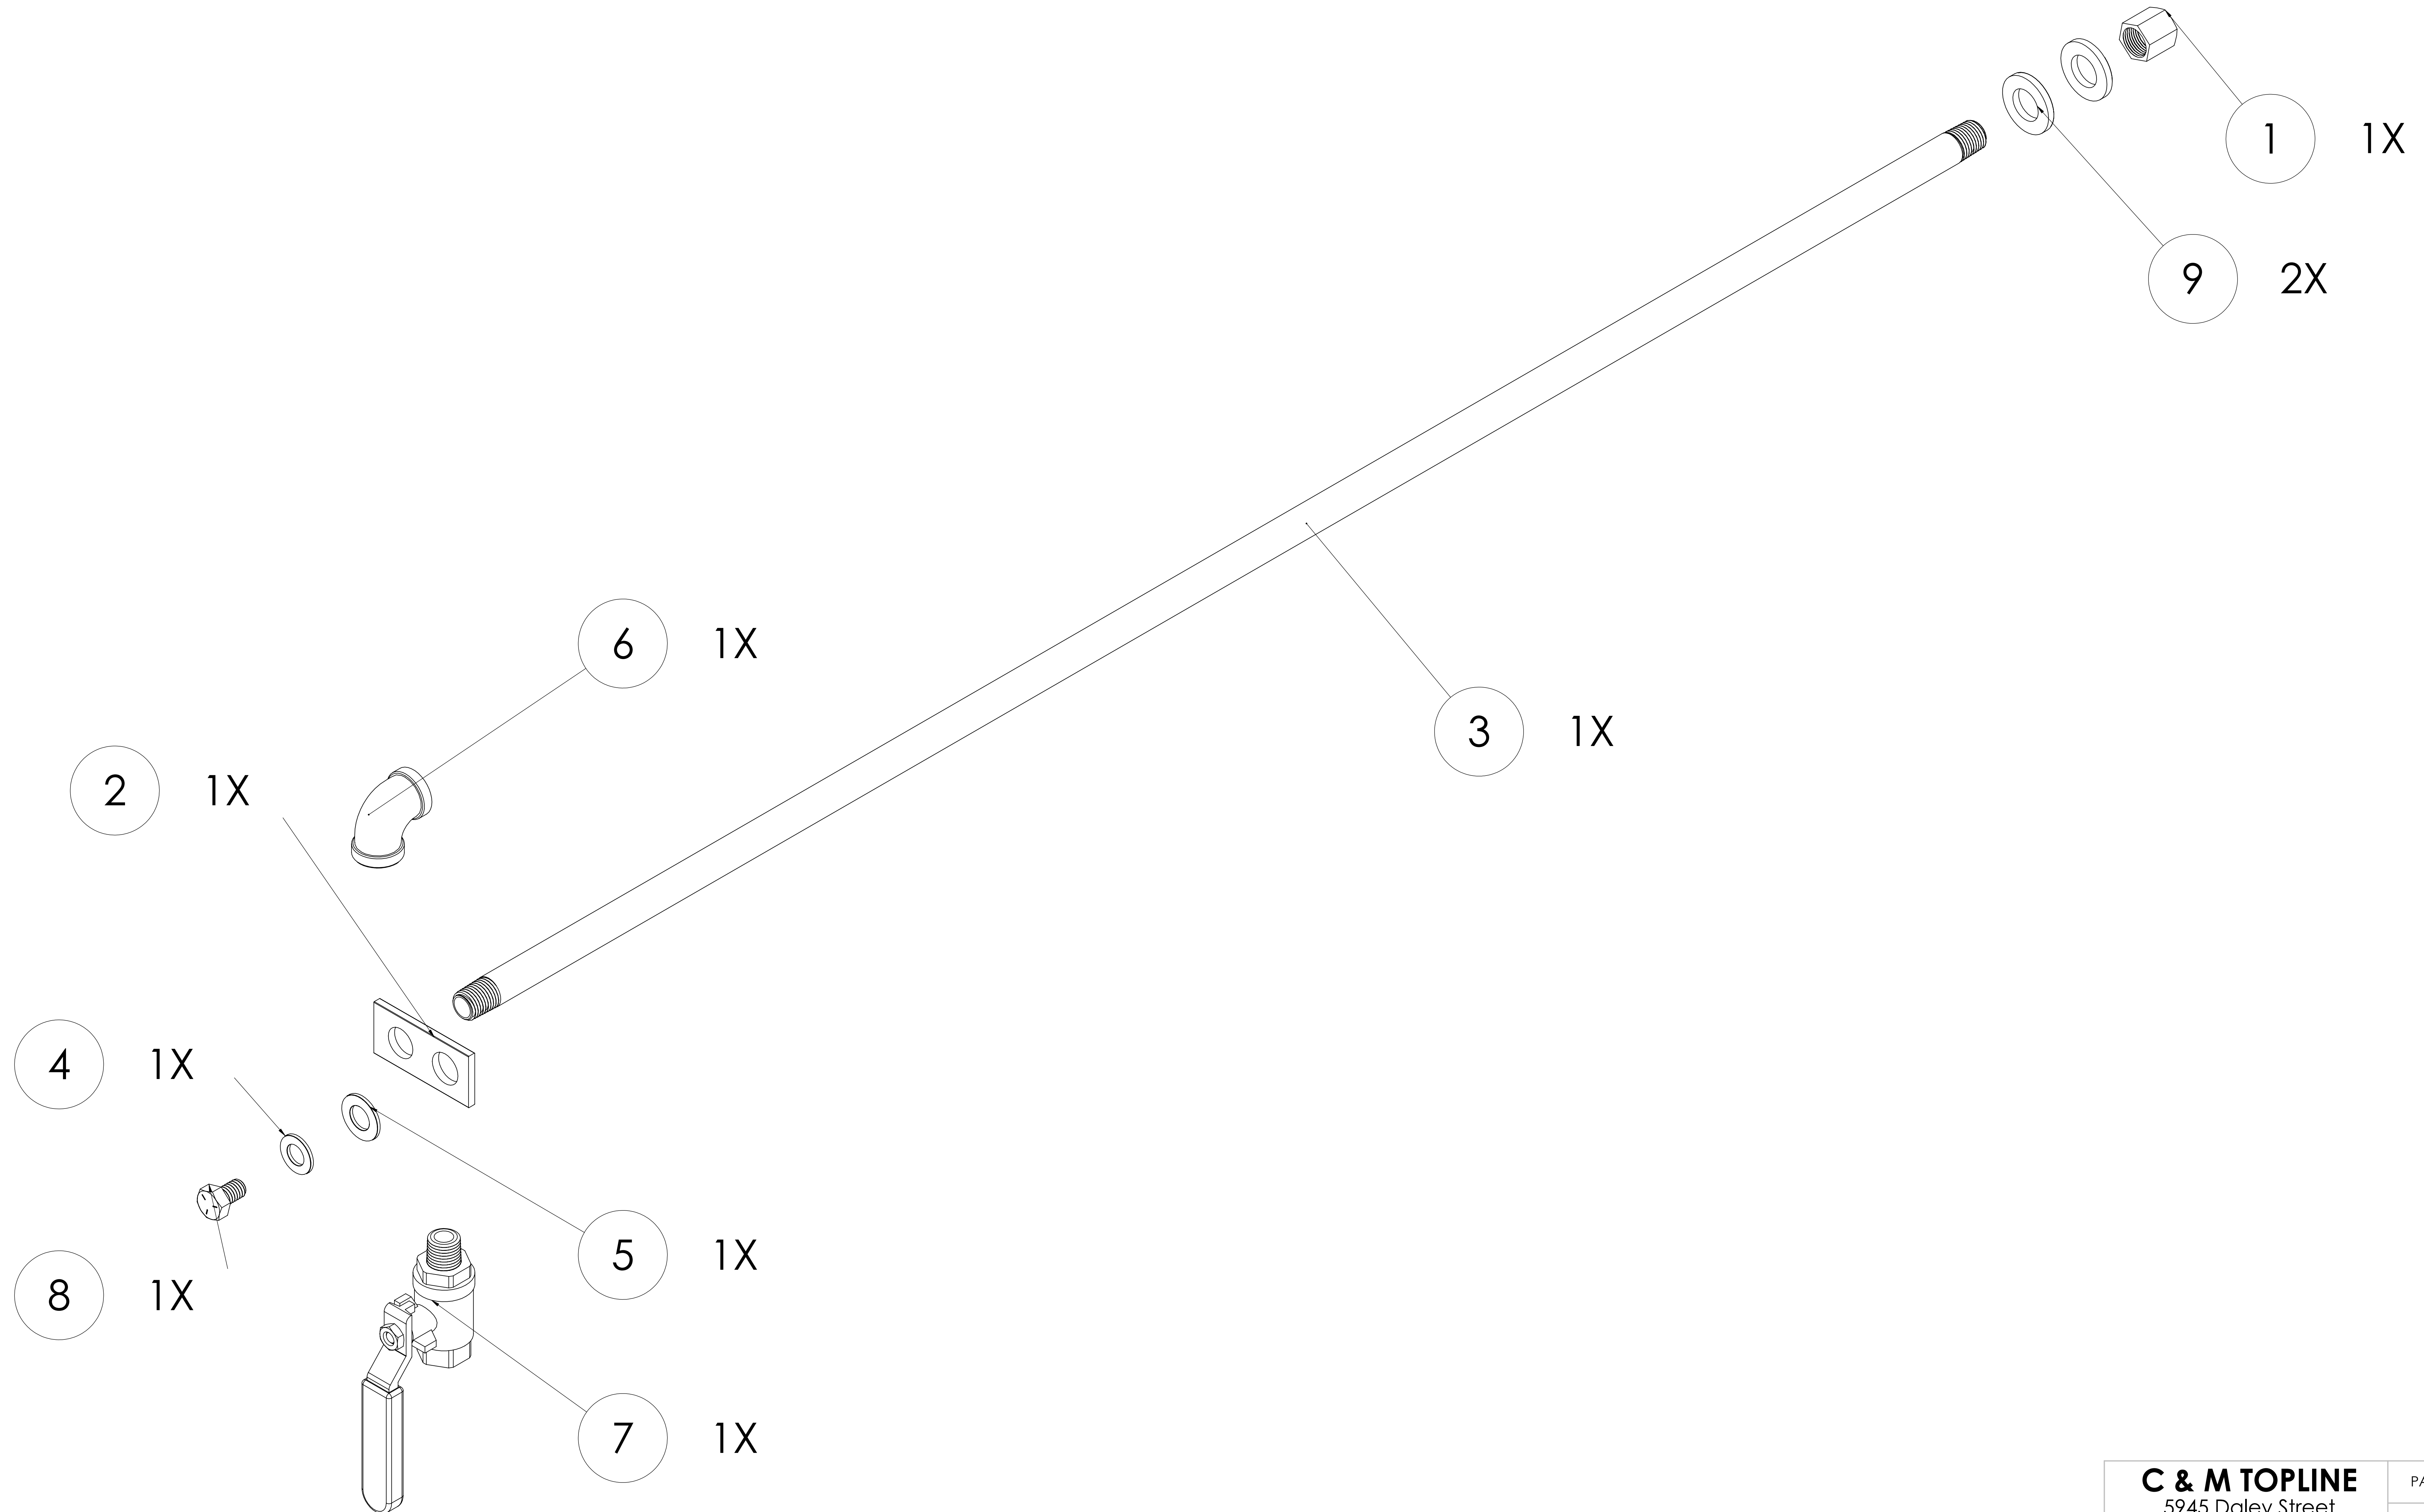 1 1X
9 2X
6 1X
3 1X
2 1X
4 1X
5 1X
8 1X
7 1X
C & M TOPLINE
5945 Daley Street